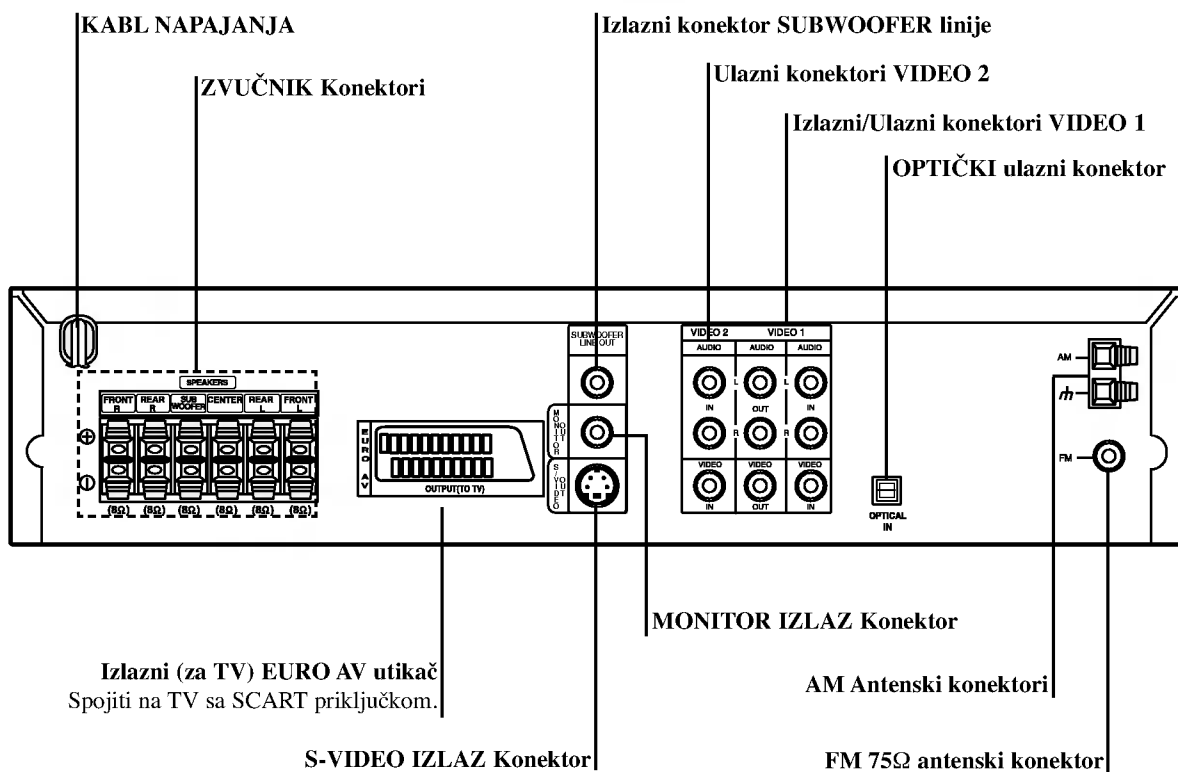 KABL NAPAJANJA
Izlazni konektor SUBWOOFER linije
ZVUČNIK Konektori
Ulazni konektori VIDEO 2
Izlazni/Ulazni konektori VIDEO 1
OPTIČKI ulazni konektor
SPEAKERS
FRONT R
REAR R
SUB WOOFER
CENTER
REAR L
FRONT L
(8Ω) (8Ω) (8Ω) (8Ω) (8Ω) (8Ω)
EURO AV
OUTPUT(TO TV)
SUBWOOFER
LINE OUT
MONITOR
OUT
S/VIDEO
OUT
VIDEO 2 VIDEO 1
AUDIO AUDIO AUDIO
L L
IN OUT IN
R R
VIDEO VIDEO VIDEO
IN OUT IN
OPTICAL
IN
AM
FM
MONITOR IZLAZ Konektor
Izlazni (za TV) EURO AV utikač
Spojiti na TV sa SCART priključkom.
AM Antenski konektori
S-VIDEO IZLAZ Konektor
FM 75Ω antenski konektor